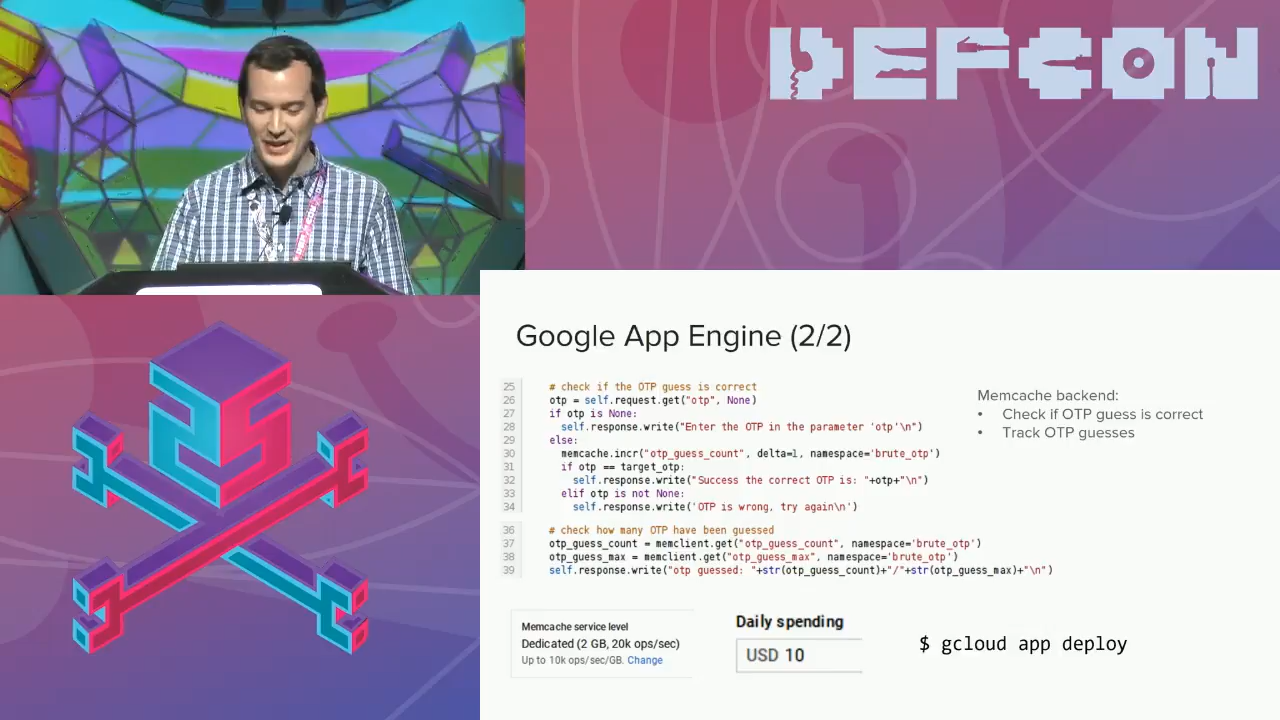 DEFCON
Google App Engine (2/2)
25 # check if the OTP guess is correct
26 otp = self.request.get("otp", None)
27 if otp is None:
28 self.response.write("Enter the OTP in the parameter 'otp'\n")
29 else:
30 memcache.incr("otp_guess_count", delta=1, namespace='brute_otp')
31 if otp == target_otp:
32 self.response.write("Success the correct OTP is: "+otp+"\n")
33 elif otp is not None:
34 self.response.write('OTP is wrong, try again\n')
36 # check how many OTP have been guessed
37 otp_guess_count = memclient.get("otp_guess_count", namespace='brute_otp')
38 otp_guess_max = memclient.get("otp_guess_max", namespace='brute_otp')
39 self.response.write("otp guessed: "+str(otp_guess_count)+"/"+str(otp_guess_max)+"\n")
Memcache backend:
• Check if OTP guess is correct
• Track OTP guesses
Memcache service level
Dedicated (2 GB, 20k ops/sec)
Up to 10k ops/sec/GB. Change
Daily spending
USD 10
$ gcloud app deploy
25